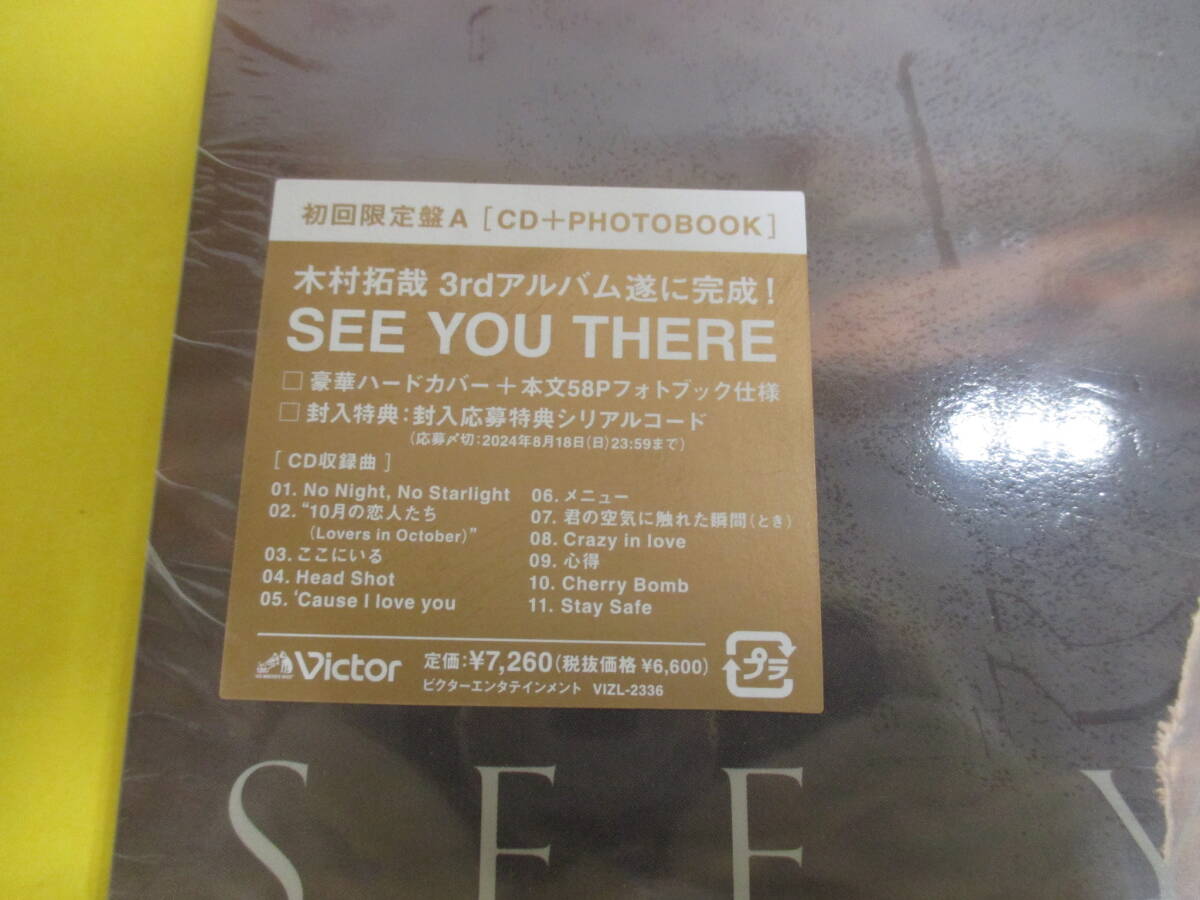 初回限定盤A [CD+PHOTOBOOK]
木村拓哉 3rdアルバム遂に完成!
SEE YOU THERE
□ 豪華ハードカバー+本文58Pフォトブック仕様
□ 封入特典:封入応募特典シリアルコード
(応募〆切:2024年8月18日(日)23:59まで)
[ CD収録曲 ]
01. No Night, No Starlight
02. “10月の恋人たち
(Lovers in October)”
03. ここにいる
04. Head Shot
05. ‘Cause I love you
06. メニュー
07. 君の空気に触れた瞬間(とき)
08. Crazy in love
09. 心得
10. Cherry Bomb
11. Stay Safe
Victor
定価:¥7,260(税抜価格 ¥6,600)
ビクターエンタテインメント VIZL-2336
プラ
SEE Y